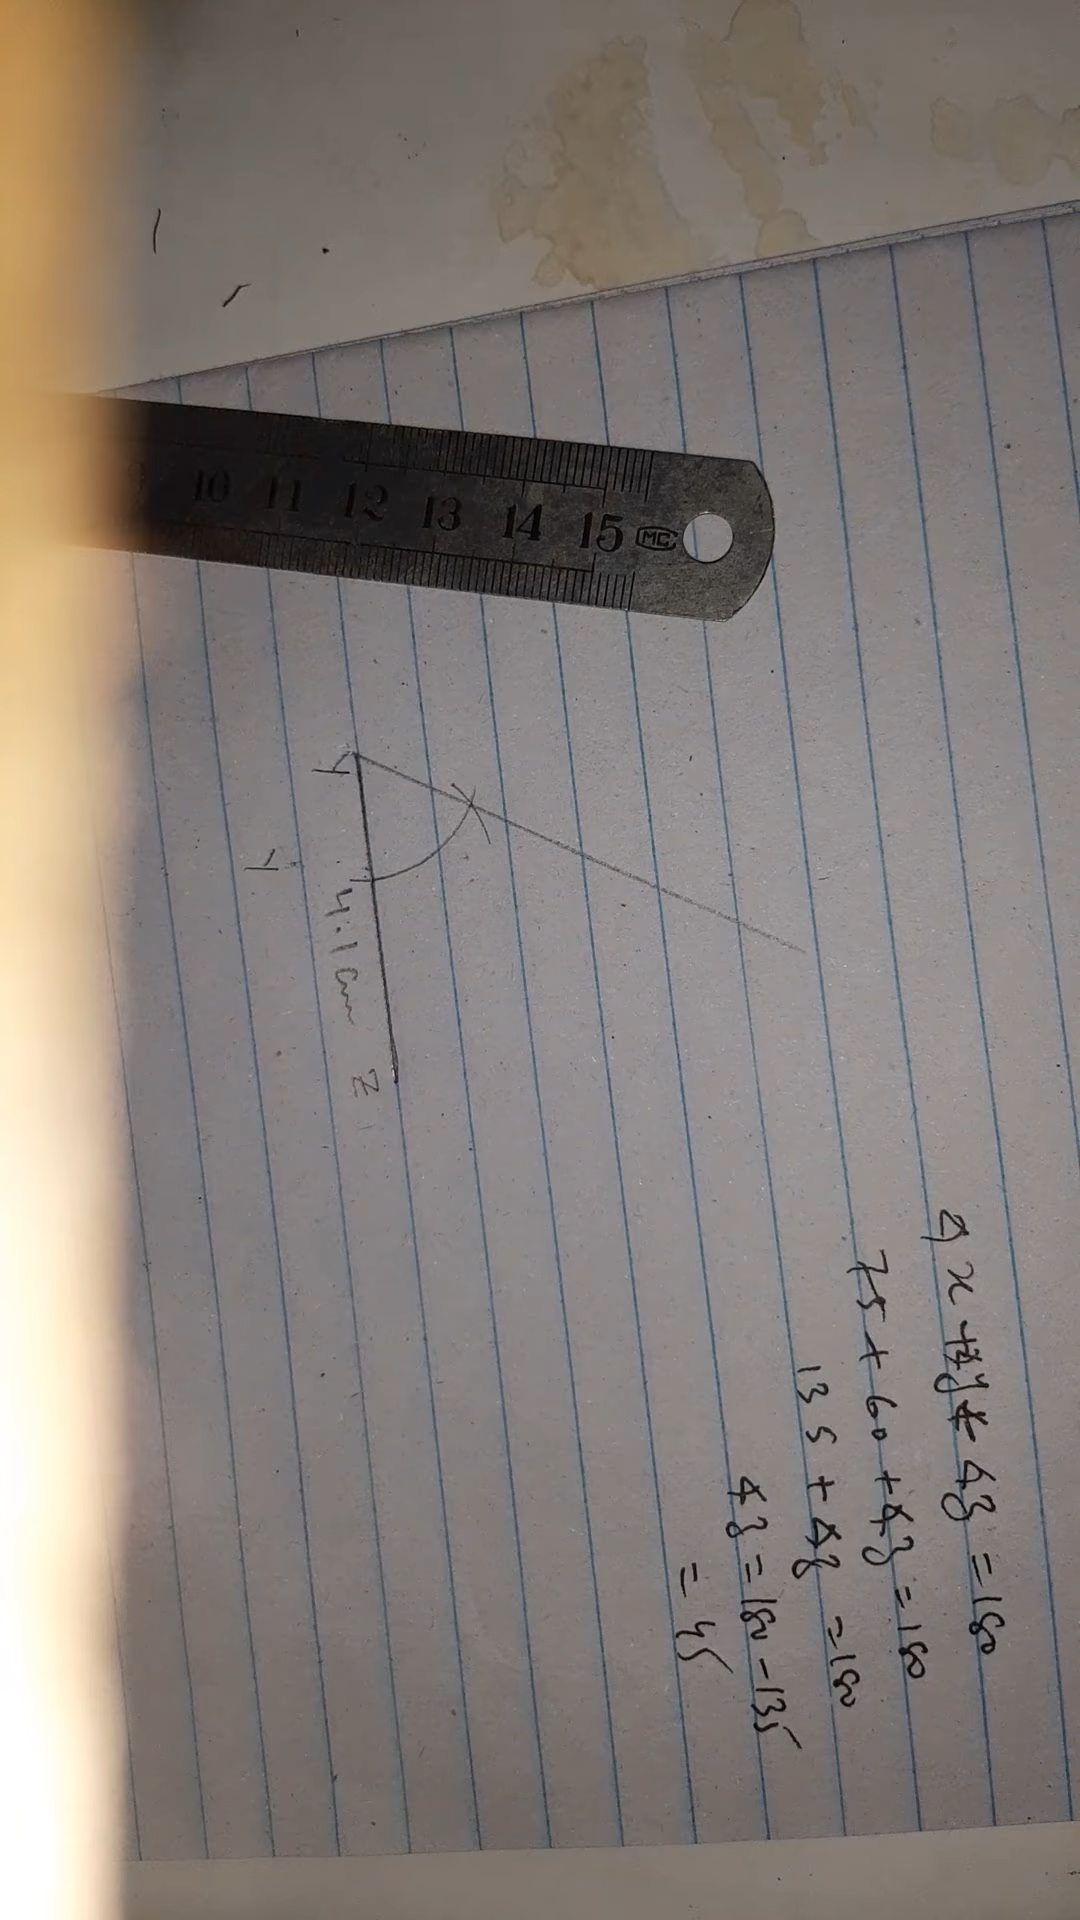 ∠x + ∠y + ∠z = 180
75 + 60 + ∠z = 180
135 + ∠z = 180
∠z = 180 - 135
= 45
Y 4.1cm Z
Y
10 11 12 13 14 15 MC